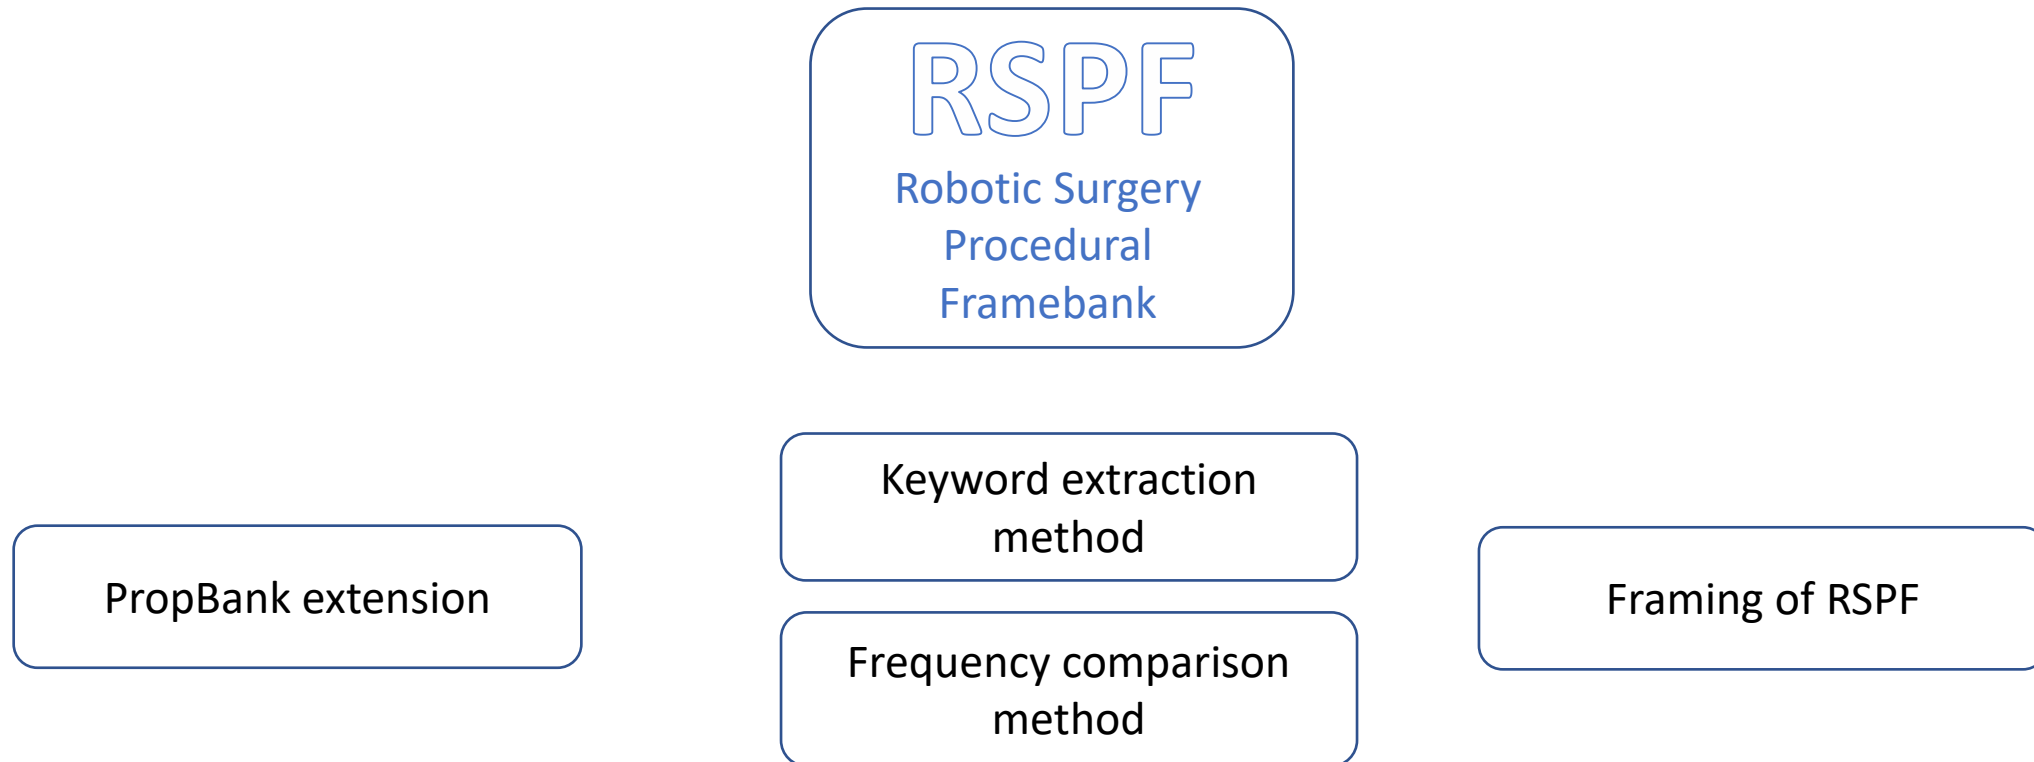 RSPF
Robotic Surgery
Procedural
Framebank
Keyword extraction
method
PropBank extension
Framing of RSPF
Frequency comparison
method